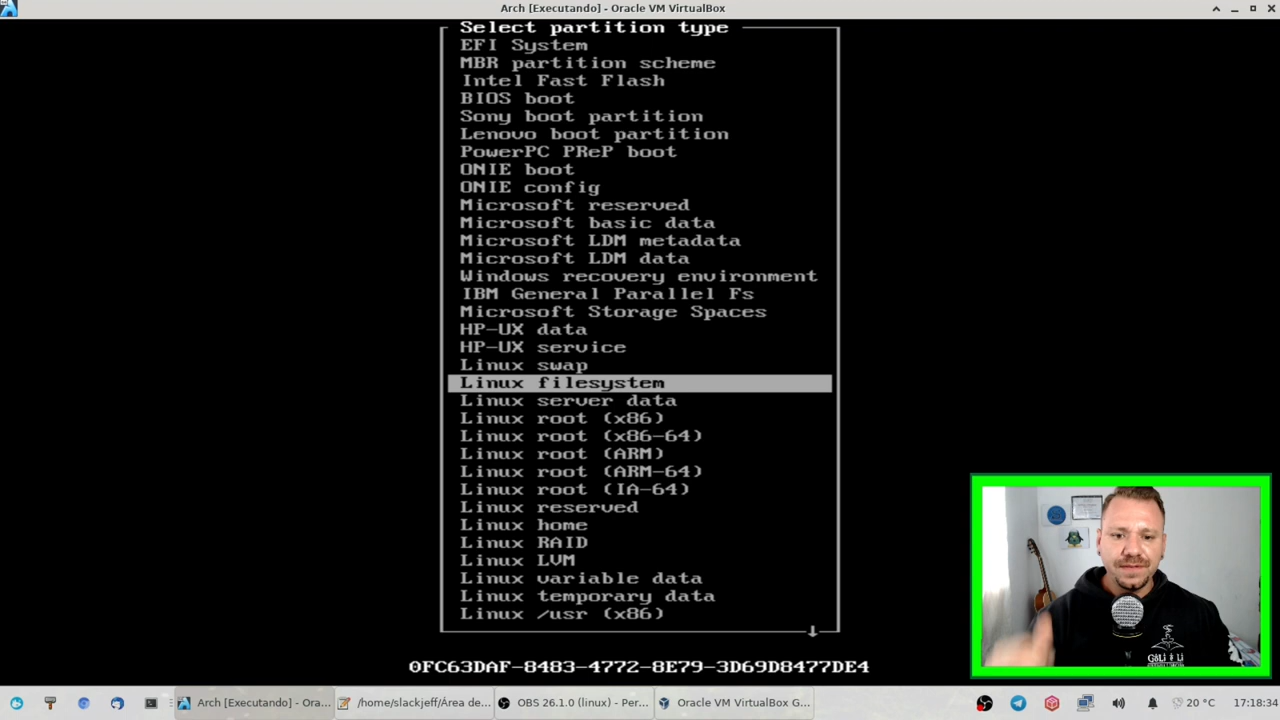 Arch [Executando] - Oracle VM VirtualBox
Select partition type
EFI System
MBR partition scheme
Intel Fast Flash
BIOS boot
Sony boot partition
Lenovo boot partition
PowerPC PReP boot
ONIE boot
ONIE config
Microsoft reserved
Microsoft basic data
Microsoft LDM metadata
Microsoft LDM data
Windows recovery environment
IBM General Parallel Fs
Microsoft Storage Spaces
HP-UX data
HP-UX service
Linux swap
Linux filesystem
Linux server data
Linux root (x86)
Linux root (x86-64)
Linux root (ARM)
Linux root (ARM-64)
Linux root (IA-64)
Linux reserved
Linux home
Linux RAID
Linux LVM
Linux variable data
Linux temporary data
Linux /usr (x86)
0FC63DAF-8483-4772-8E79-3D69D8477DE4
Arch [Executando] - Ora...
/home/slackjeff/Área de...
OBS 26.1.0 (linux) - Per...
Oracle VM VirtualBox G...
20 °C
17:18:34